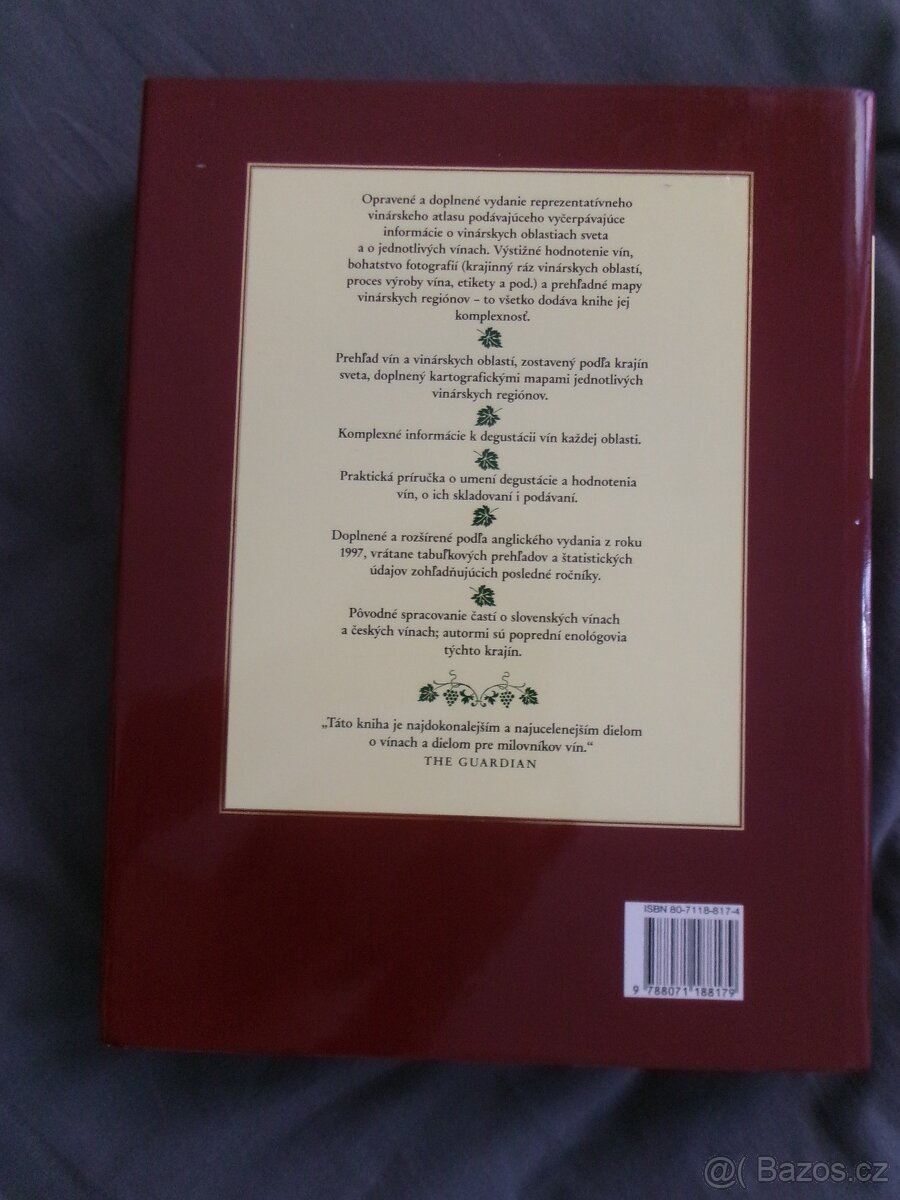 Opravené a doplnené vydanie reprezentatívneho
vinárskeho atlasu podávajúceho vyčerpávajúce
informácie o vinárskych oblastiach sveta
a o jednotlivých vínach. Výstižné hodnotenie vín,
bohatstvo fotografií (krajinný ráz vinárskych oblastí,
proces výroby vína, etikety a pod.) a prehľadné mapy
vinárskych regiónov – to všetko dodáva knihe jej
komplexnosť.
Prehľad vín a vinárskych oblastí, zostavený podľa krajín
sveta, doplnený kartografickými mapami jednotlivých
vinárskych regiónov.
Komplexné informácie k degustácii vín každej oblasti.
Praktická príručka o umení degustácie a hodnotenia
vín, o ich skladovaní i podávaní.
Doplnené a rozšírené podľa anglického vydania z roku
1997, vrátane tabuľkových prehľadov a štatistických
údajov zohľadňujúcich posledné ročníky.
Pôvodné spracovanie častí o slovenských vínach
a českých vínach; autormi sú poprední enológovia
týchto krajín.
„Táto kniha je najdokonalejším a najucelenejším dielom
o vínach a dielom pre milovníkov vín.“
THE GUARDIAN
ISBN 80-7118-817-4
9 788071 188179
@( Bazos.cz